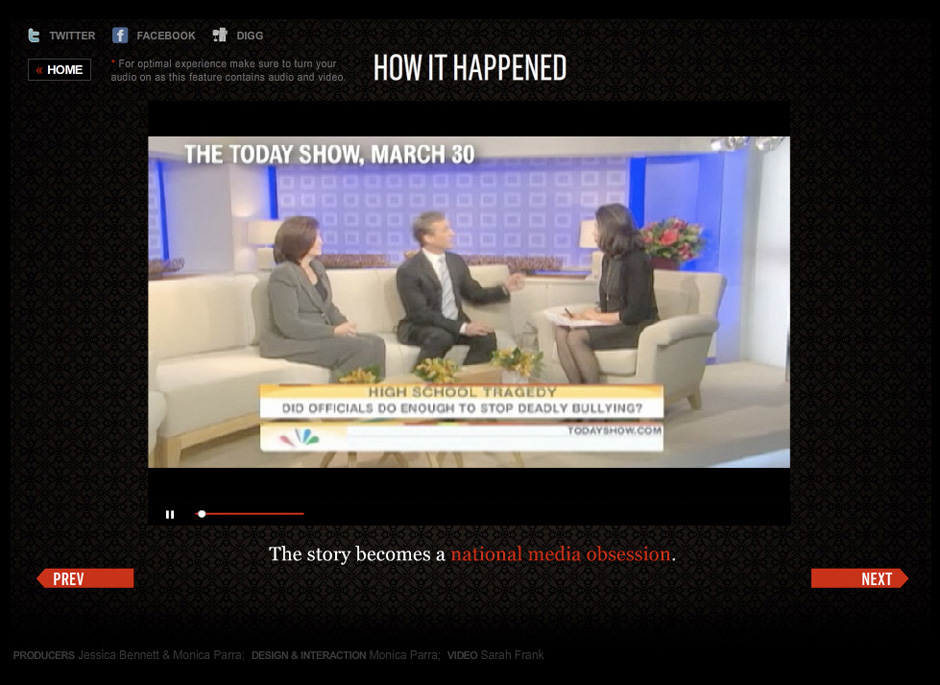 TWITTER FACEBOOK DIGG
« HOME
* For optimal experience make sure to turn your
audio on as this feature contains audio and video.
HOW IT HAPPENED
THE TODAY SHOW, MARCH 30
HIGH SCHOOL TRAGEDY
DID OFFICIALS DO ENOUGH TO STOP DEADLY BULLYING?
TODAYSHOW.COM
The story becomes a national media obsession.
PREV
NEXT
PRODUCERS Jessica Bennett & Monica Parra; DESIGN & INTERACTION Monica Parra; VIDEO Sarah Frank